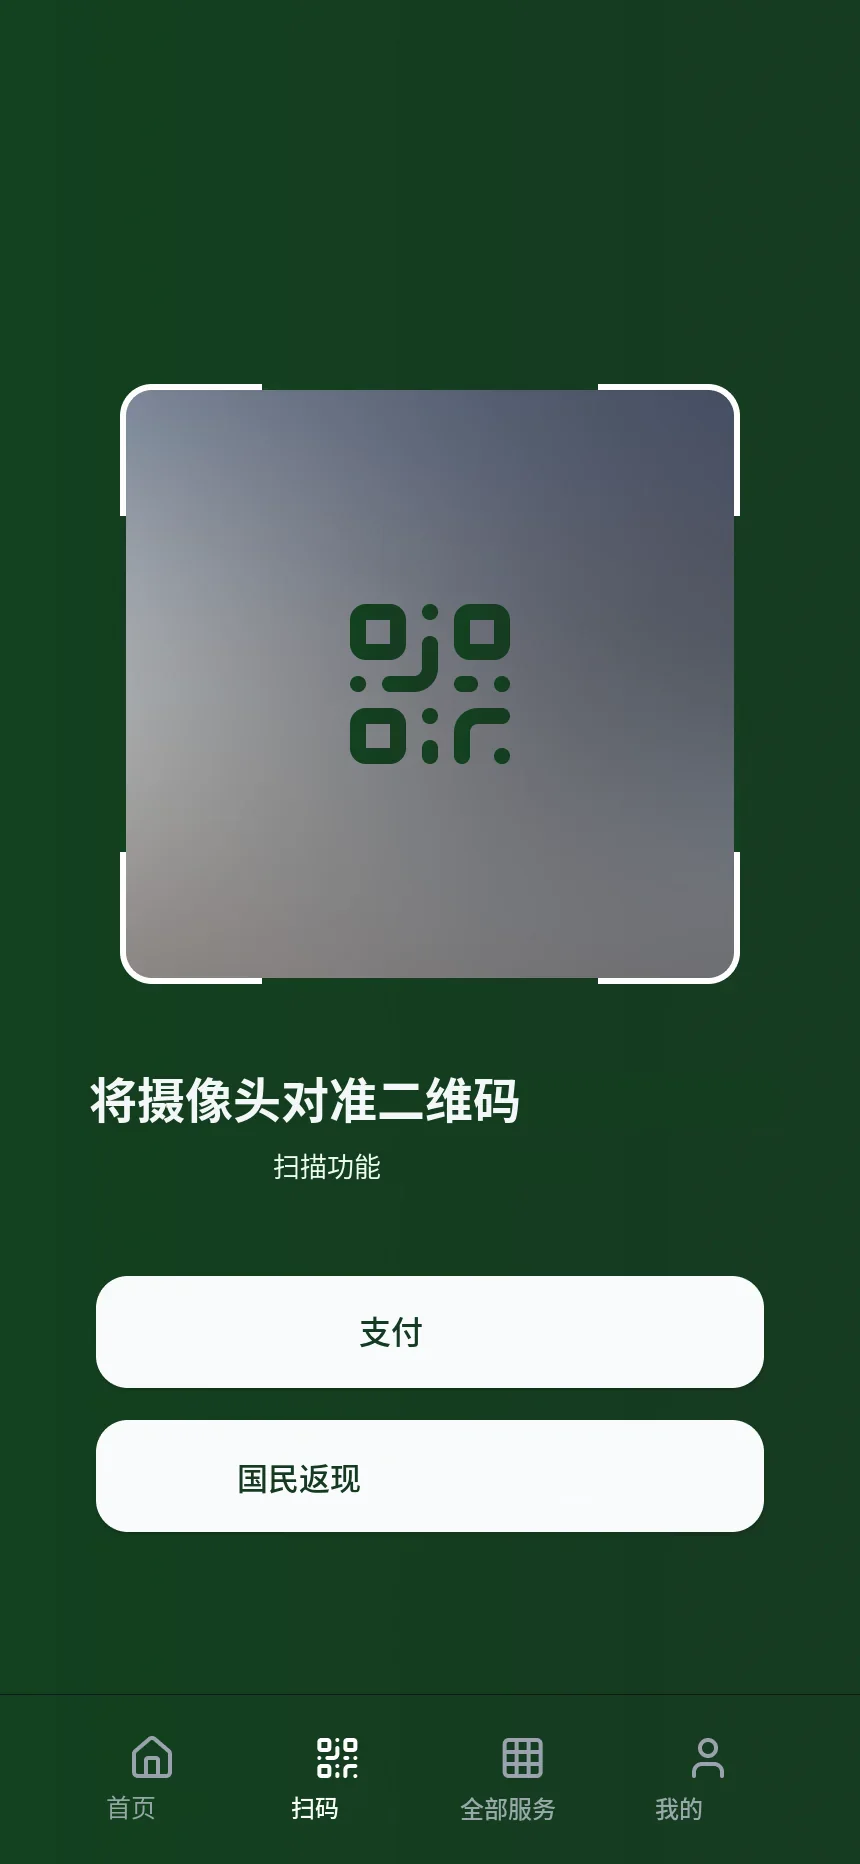 将摄像头对准二维码
扫描功能
支付
国民返现
首页
扫码
全部服务
我的